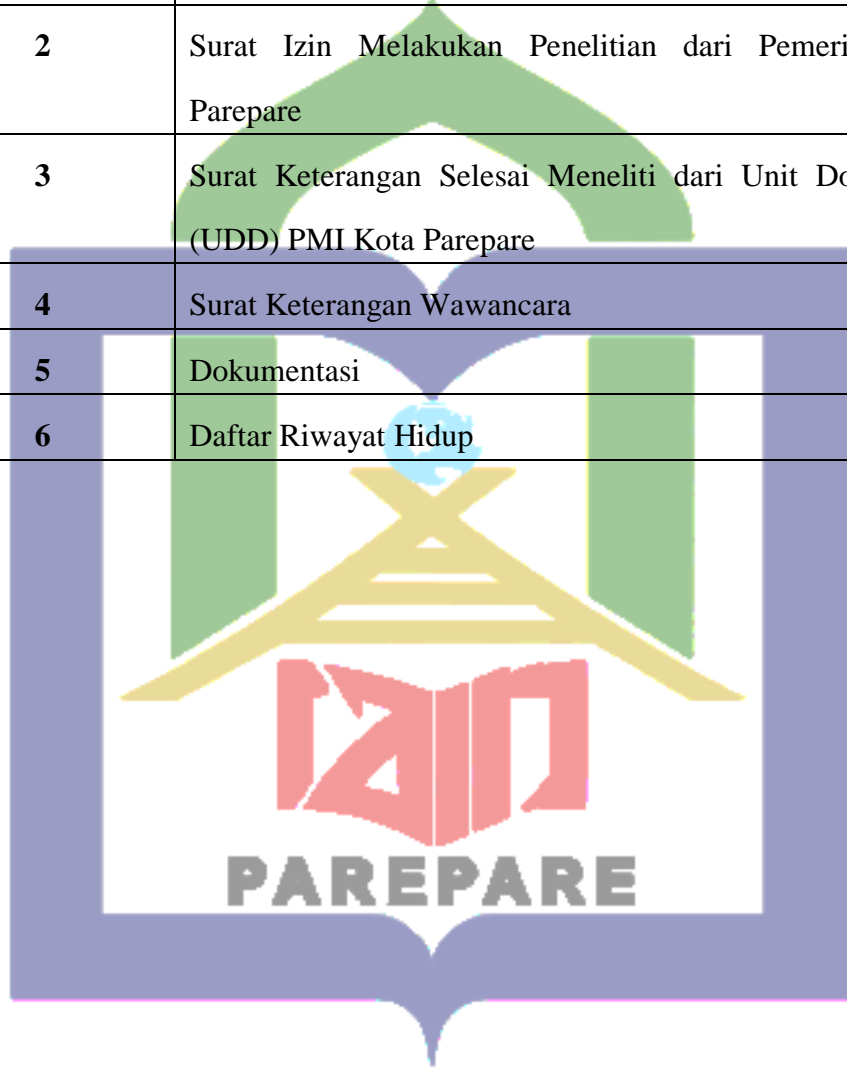 2
Surat Izin Melakukan Penelitian dari
Parepare
3
Surat Keterangan Selesai Meneliti dari Unit
(UDD) PMI Kota Parepare
4
Surat Keterangan Wawancara
5
Dokumentasi
6
Daftar Riwayat Hidup
iain
PAREPARE